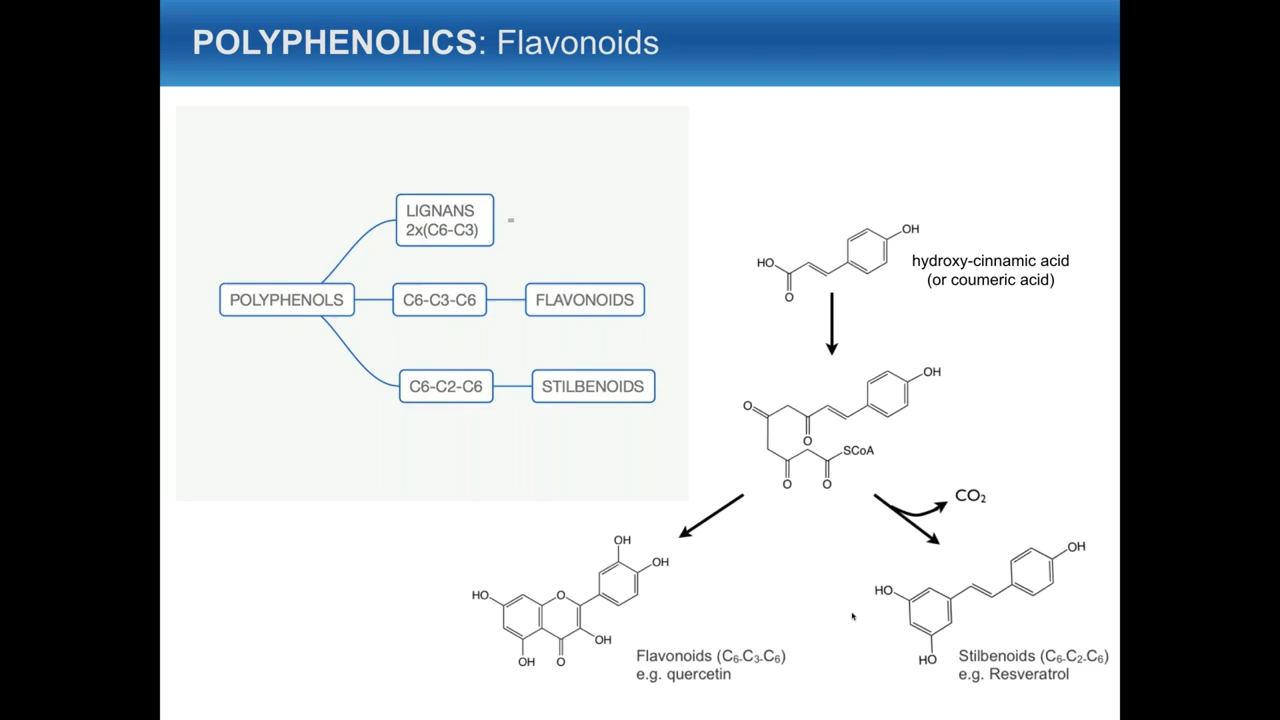 POLYPHENOLICS: Flavonoids
LIGNANS
2x(C6-C3)
=
POLYPHENOLS
C6-C3-C6
FLAVONOIDS
C6-C2-C6
STILBENOIDS
OH
HO
O
hydroxy-cinnamic acid
(or coumeric acid)
OH
O
O
SCoA
O
O
CO₂
OH
OH
HO
O
OH
OH
O
Flavonoids (C₆-C₃-C₆)
e.g. quercetin
OH
HO
HO
Stilbenoids (C₆-C₂-C₆)
e.g. Resveratrol